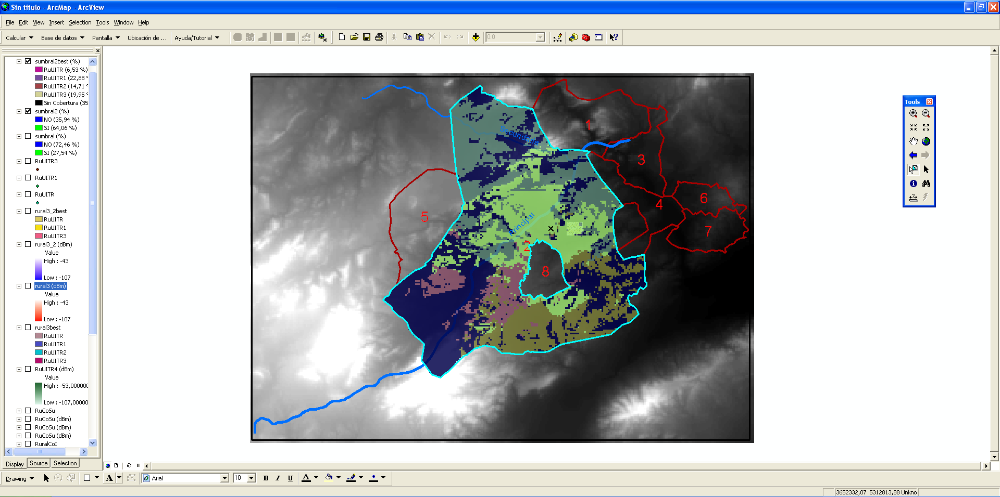 Sin título - ArcMap - ArcView
File Edit View Insert Selection Tools Window Help
Calcular Base de datos Pantalla Ubicación de ... Ayuda/Tutorial 0:0
sumbral2best (%)
RuUITR (6,53 %)
RuUITR1 (22,88 %
RuUITR2 (14,71 %
RuUITR3 (19,95 %
Sin Cobertura (35
sumbral2 (%)
NO (35,94 %)
SI (64,06 %)
sumbral (%)
NO (72,46 %)
SI (27,54 %)
RuUITR3
RuUITR1
RuUITR
rural3_2best
RuUITR
RuUITR1
RuUITR3
rural3_2 (dBm)
Value
High : -43
Low : -107
rural3 (dBm)
Value
High : -43
Low : -107
rural3best
RuUITR
RuUITR1
RuUITR2
RuUITR3
RuUITR4 (dBm)
Value
High : -53,000000
Low : -107,00000
RuCoSu
RuCoSu (dBm)
RuCoSu (dBm)
RuCoSu (dBm)
RuralCoI
Display Source Selection
1
Secundaria
3
4
5
6
7
Principal
2
8
Tools
Drawing A Arial 10 B I U A
3652332,07 5312813,88 Unkno